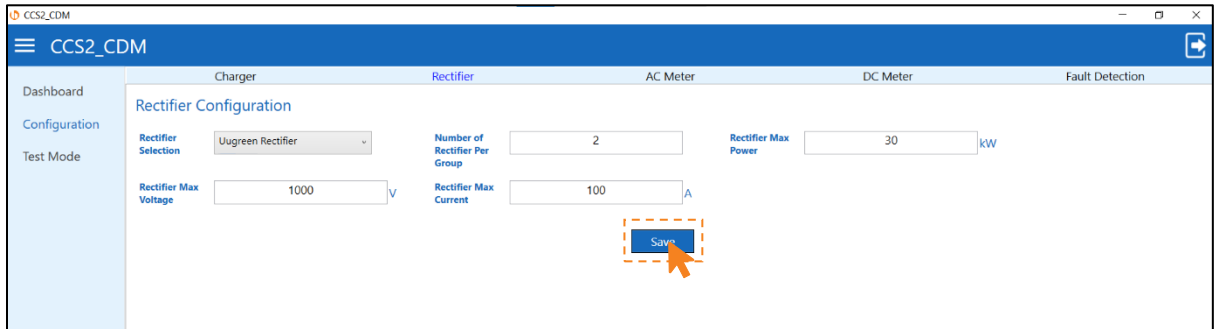 CCS2_CDM
CCS2_CDM
Charger Rectifier AC Meter DC Meter Fault Detection
Dashboard
Configuration
Test Mode
Rectifier Configuration
Rectifier
Selection
Uugreen Rectifier
Number of
Rectifier Per
Group
2
Rectifier Max
Power
30 kW
Rectifier Max
Voltage
1000 V
Rectifier Max
Current
100 A
Save